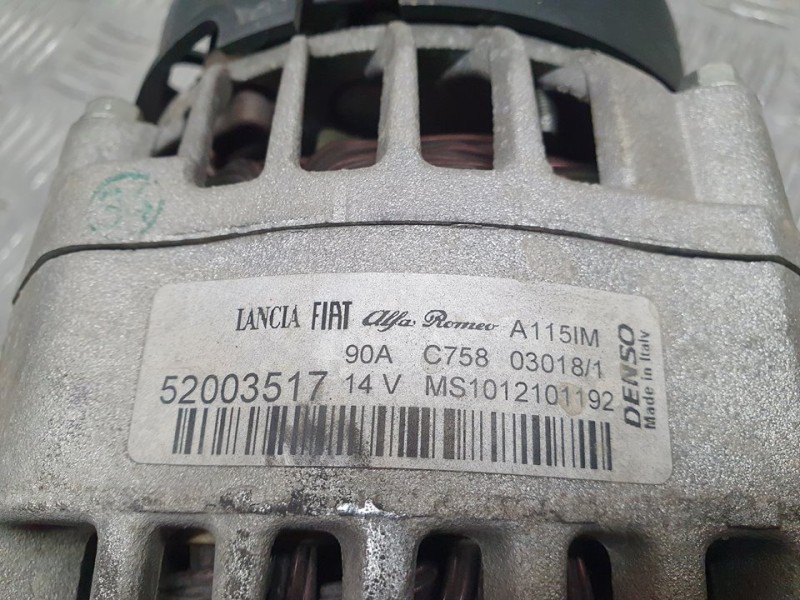 LANCIA FIAT Alfa Romeo A115IM
90A C758 03018/1
52003517 14 V MS1012101192
DENSO
Made in Italy